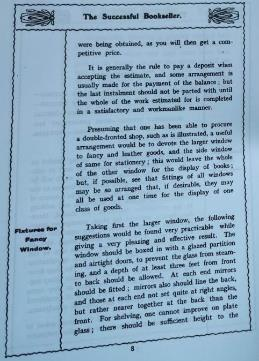 The Successful Bookseller.
were being obtained, as you will then get a com-
petitive price.
It is generally the rule to pay a deposit when
accepting the estimate, and some arrangement is
usually made for the payment of the balance; but
the last instalment should not be parted with until
the whole of the work estimated for is completed
in a satisfactory and workmanlike manner.
Presuming that one has been able to procure
a double-fronted shop, such as is illustrated, a useful
arrangement would be to devote the larger window
to fancy and leather goods, and the side window
of same for stationery; this would leave the whole
of the other window for the display of books;
but, if possible, see that fittings of all windows
may be so arranged that, if desirable, they may
all be used at one time for the display of one
class of goods.
Fixtures for
Fancy
Window.
Taking first the larger window, the following
suggestions would be found very practicable while
giving a very pleasing and effective result. The
window should be boxed in with a glazed partition
and airtight doors, to prevent the glass from steam-
ing, and a depth of at least three feet from front
to back should be allowed. At each end mirrors
should be fitted; mirrors also should line the back,
and those at each end not set quite at right angles,
but rather nearer together at the back than the
front. For shelving, one cannot improve on plate
glass; there should be sufficient height to the
8